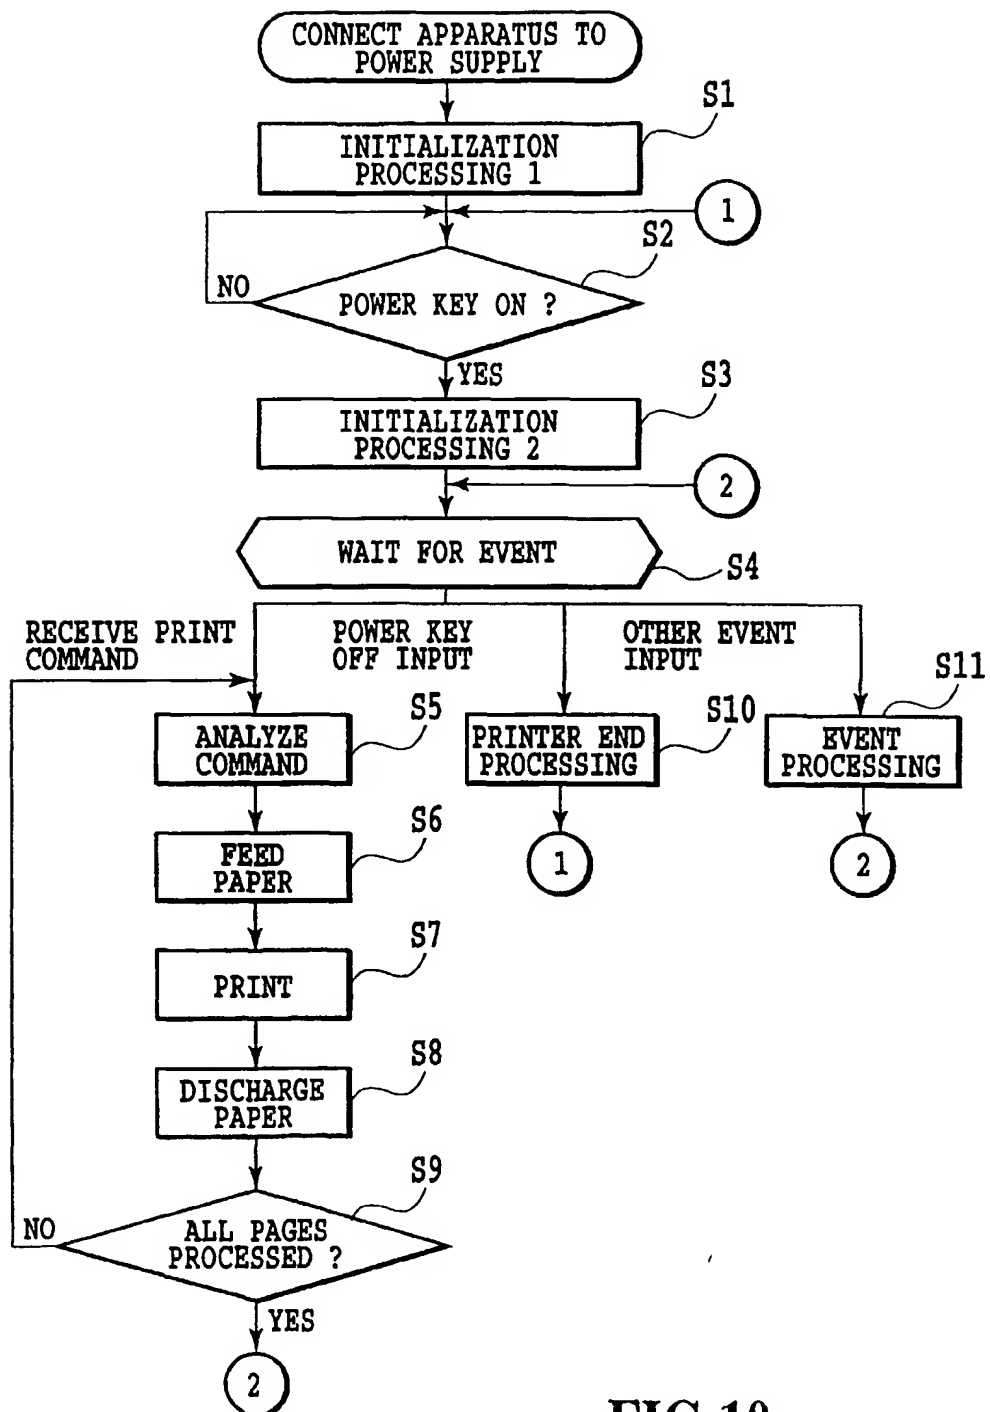 CONNECT APPARATUS TO
POWER SUPPLY
S1
INITIALIZATION
PROCESSING 1
1
S2
NO
POWER KEY ON ?
YES
S3
INITIALIZATION
PROCESSING 2
2
WAIT FOR EVENT
S4
RECEIVE PRINT
COMMAND
POWER KEY
OFF INPUT
OTHER EVENT
INPUT
S5
ANALYZE
COMMAND
S10
PRINTER END
PROCESSING
S11
EVENT
PROCESSING
S6
FEED
PAPER
1
2
S7
PRINT
S8
DISCHARGE
PAPER
S9
NO
ALL PAGES
PROCESSED ?
YES
2